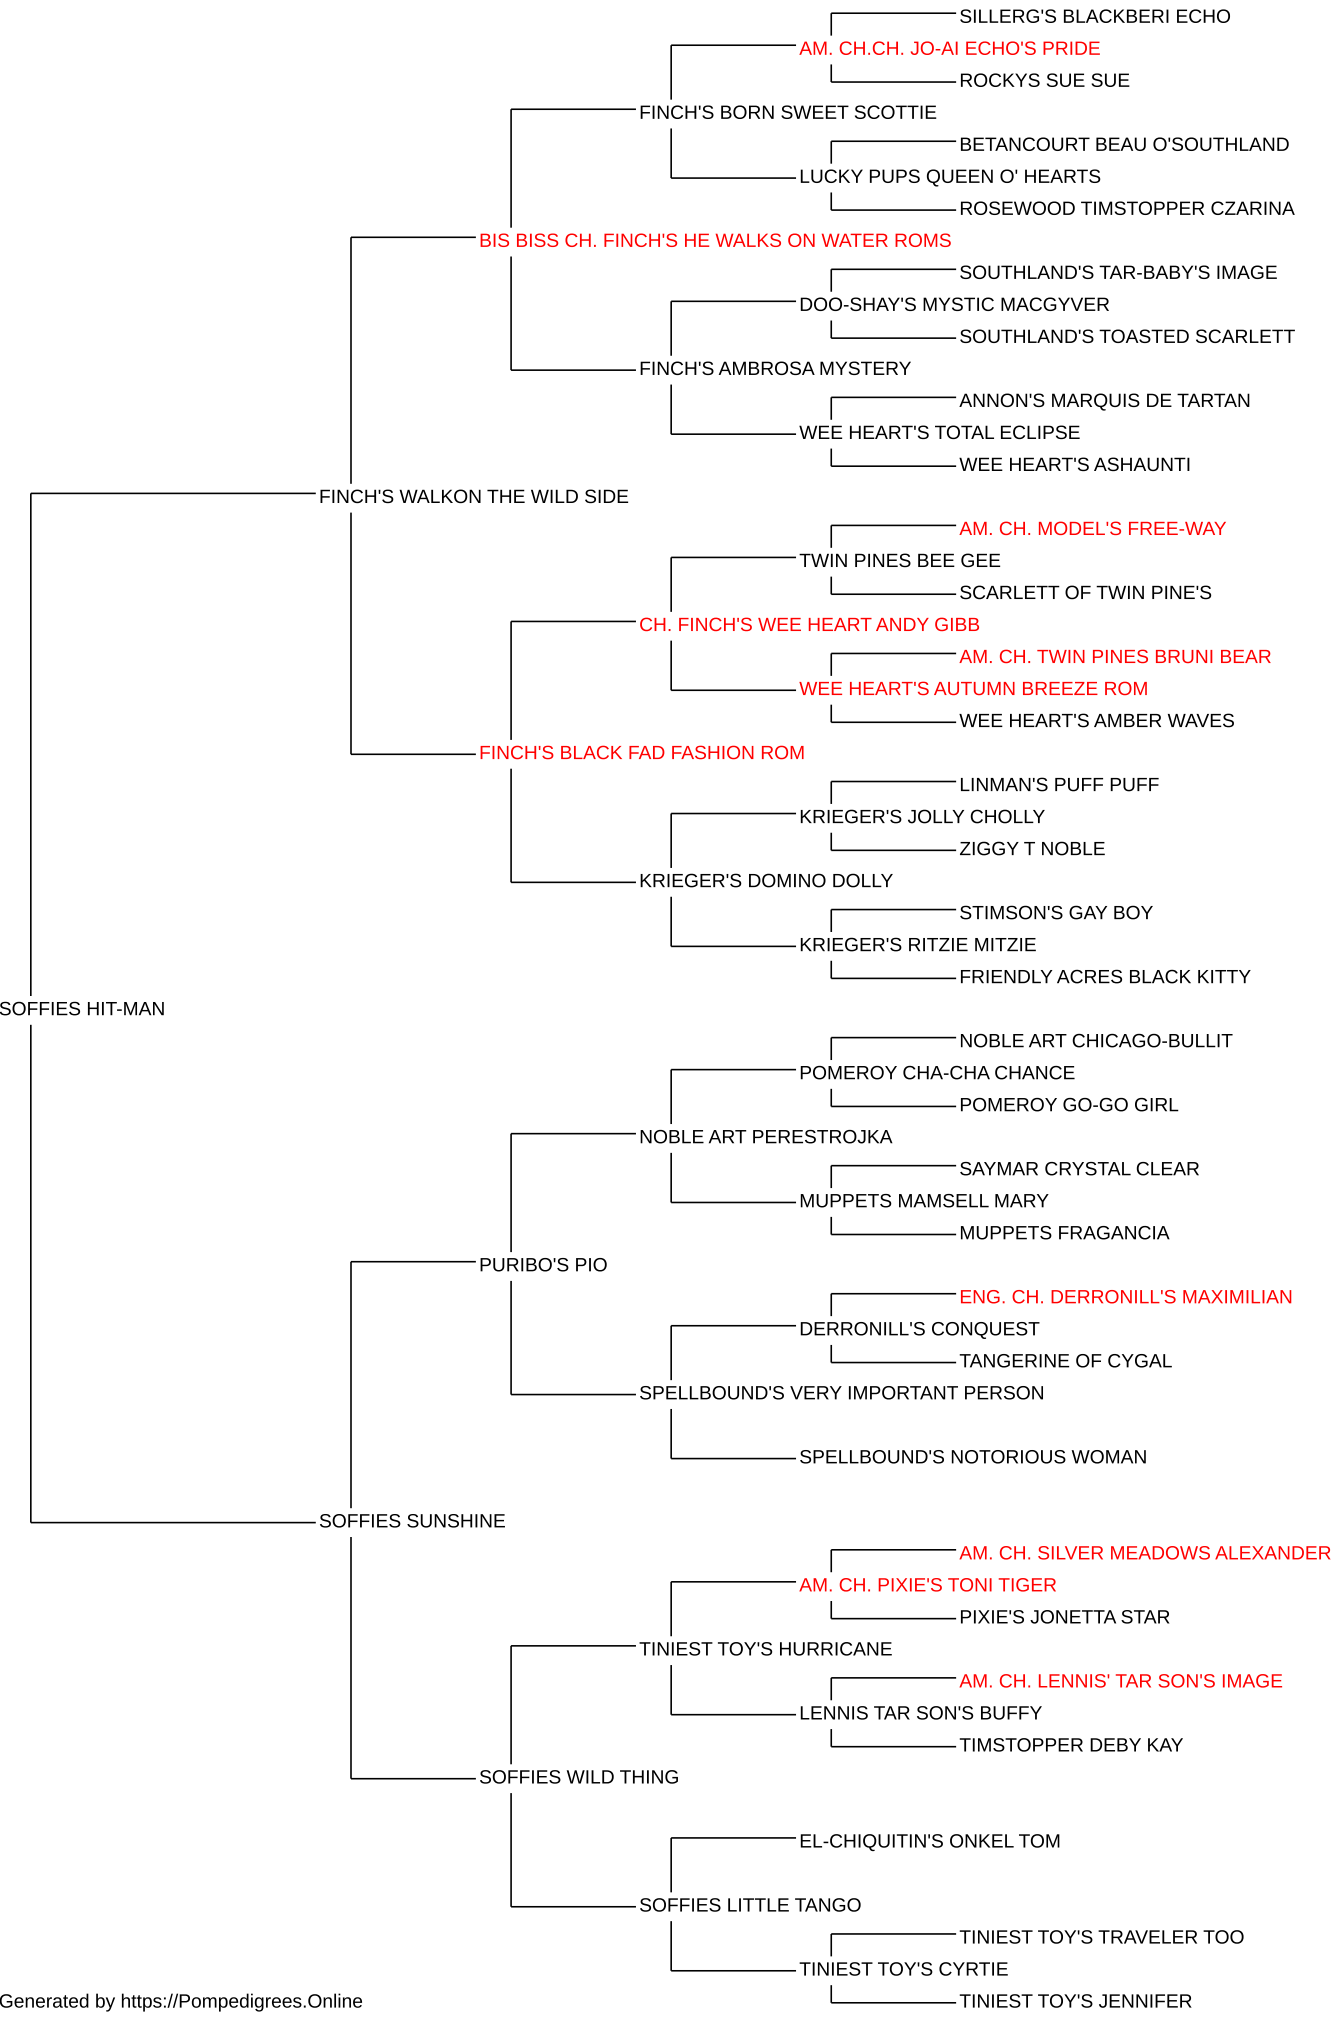 SILLERG'S BLACKBERI ECHO
AM. CH.CH. JO-AI ECHO'S PRIDE
ROCKYS SUE SUE
FINCH'S BORN SWEET SCOTTIE
BETANCOURT BEAU O'SOUTHLAND
LUCKY PUPS QUEEN O' HEARTS
ROSEWOOD TIMSTOPPER CZARINA
BIS BISS CH. FINCH'S HE WALKS ON WATER ROMS
SOUTHLAND'S TAR-BABY'S IMAGE
DOO-SHAY'S MYSTIC MACGYVER
SOUTHLAND'S TOASTED SCARLETT
FINCH'S AMBROSA MYSTERY
ANNON'S MARQUIS DE TARTAN
WEE HEART'S TOTAL ECLIPSE
WEE HEART'S ASHAUNTI
FINCH'S WALKON THE WILD SIDE
AM. CH. MODEL'S FREE-WAY
TWIN PINES BEE GEE
SCARLETT OF TWIN PINE'S
CH. FINCH'S WEE HEART ANDY GIBB
AM. CH. TWIN PINES BRUNI BEAR
WEE HEART'S AUTUMN BREEZE ROM
WEE HEART'S AMBER WAVES
FINCH'S BLACK FAD FASHION ROM
LINMAN'S PUFF PUFF
KRIEGER'S JOLLY CHOLLY
ZIGGY T NOBLE
KRIEGER'S DOMINO DOLLY
STIMSON'S GAY BOY
KRIEGER'S RITZIE MITZIE
FRIENDLY ACRES BLACK KITTY
SOFFIES HIT-MAN
NOBLE ART CHICAGO-BULLIT
POMEROY CHA-CHA CHANCE
POMEROY GO-GO GIRL
NOBLE ART PERESTROJKA
SAYMAR CRYSTAL CLEAR
MUPPETS MAMSELL MARY
MUPPETS FRAGANCIA
PURIBO'S PIO
ENG. CH. DERRONILL'S MAXIMILIAN
DERRONILL'S CONQUEST
TANGERINE OF CYGAL
SPELLBOUND'S VERY IMPORTANT PERSON
SPELLBOUND'S NOTORIOUS WOMAN
SOFFIES SUNSHINE
AM. CH. SILVER MEADOWS ALEXANDER
AM. CH. PIXIE'S TONI TIGER
PIXIE'S JONETTA STAR
TINIEST TOY'S HURRICANE
AM. CH. LENNIS' TAR SON'S IMAGE
LENNIS TAR SON'S BUFFY
TIMSTOPPER DEBY KAY
SOFFIES WILD THING
EL-CHIQUITIN'S ONKEL TOM
SOFFIES LITTLE TANGO
TINIEST TOY'S TRAVELER TOO
TINIEST TOY'S CYRTIE
TINIEST TOY'S JENNIFER
Generated by https://Pompedigrees.Online